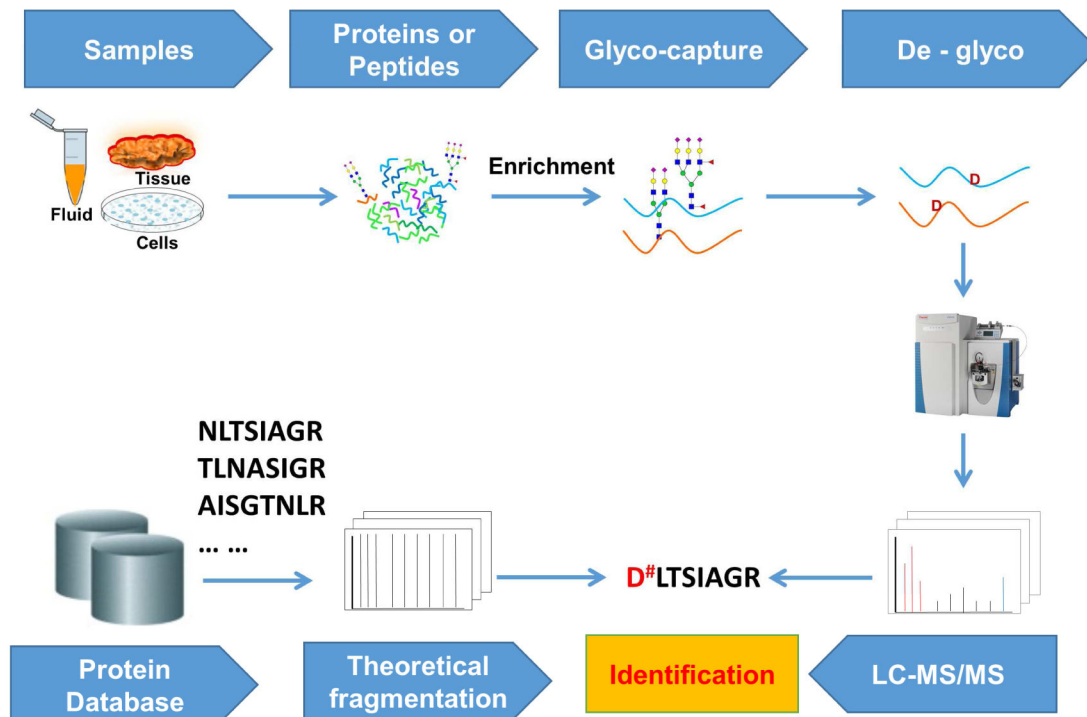 Samples
Proteins or
Peptides
Glyco-capture
De - glyco
Tissue
Fluid
Cells
Enrichment
D
D
NLTSIAGR
TLNASIGR
AISGTNLR
... ...
D#LTSIAGR
Protein
Database
Theoretical
fragmentation
Identification
LC-MS/MS